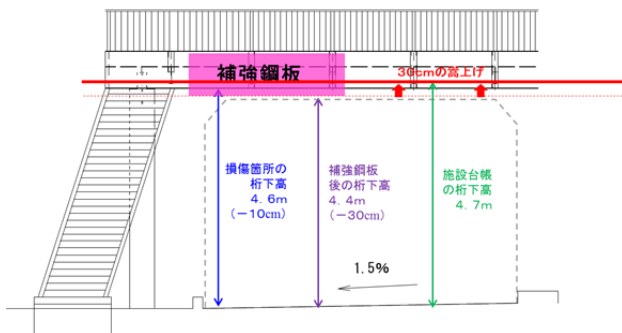 補強鋼板
30cmの嵩上げ
損傷箇所の
桁下高
4.6m
(－10cm)
補強鋼板
後の桁下高
4.4m
(－30cm)
施設台帳
の桁下高
4.7m
1.5%